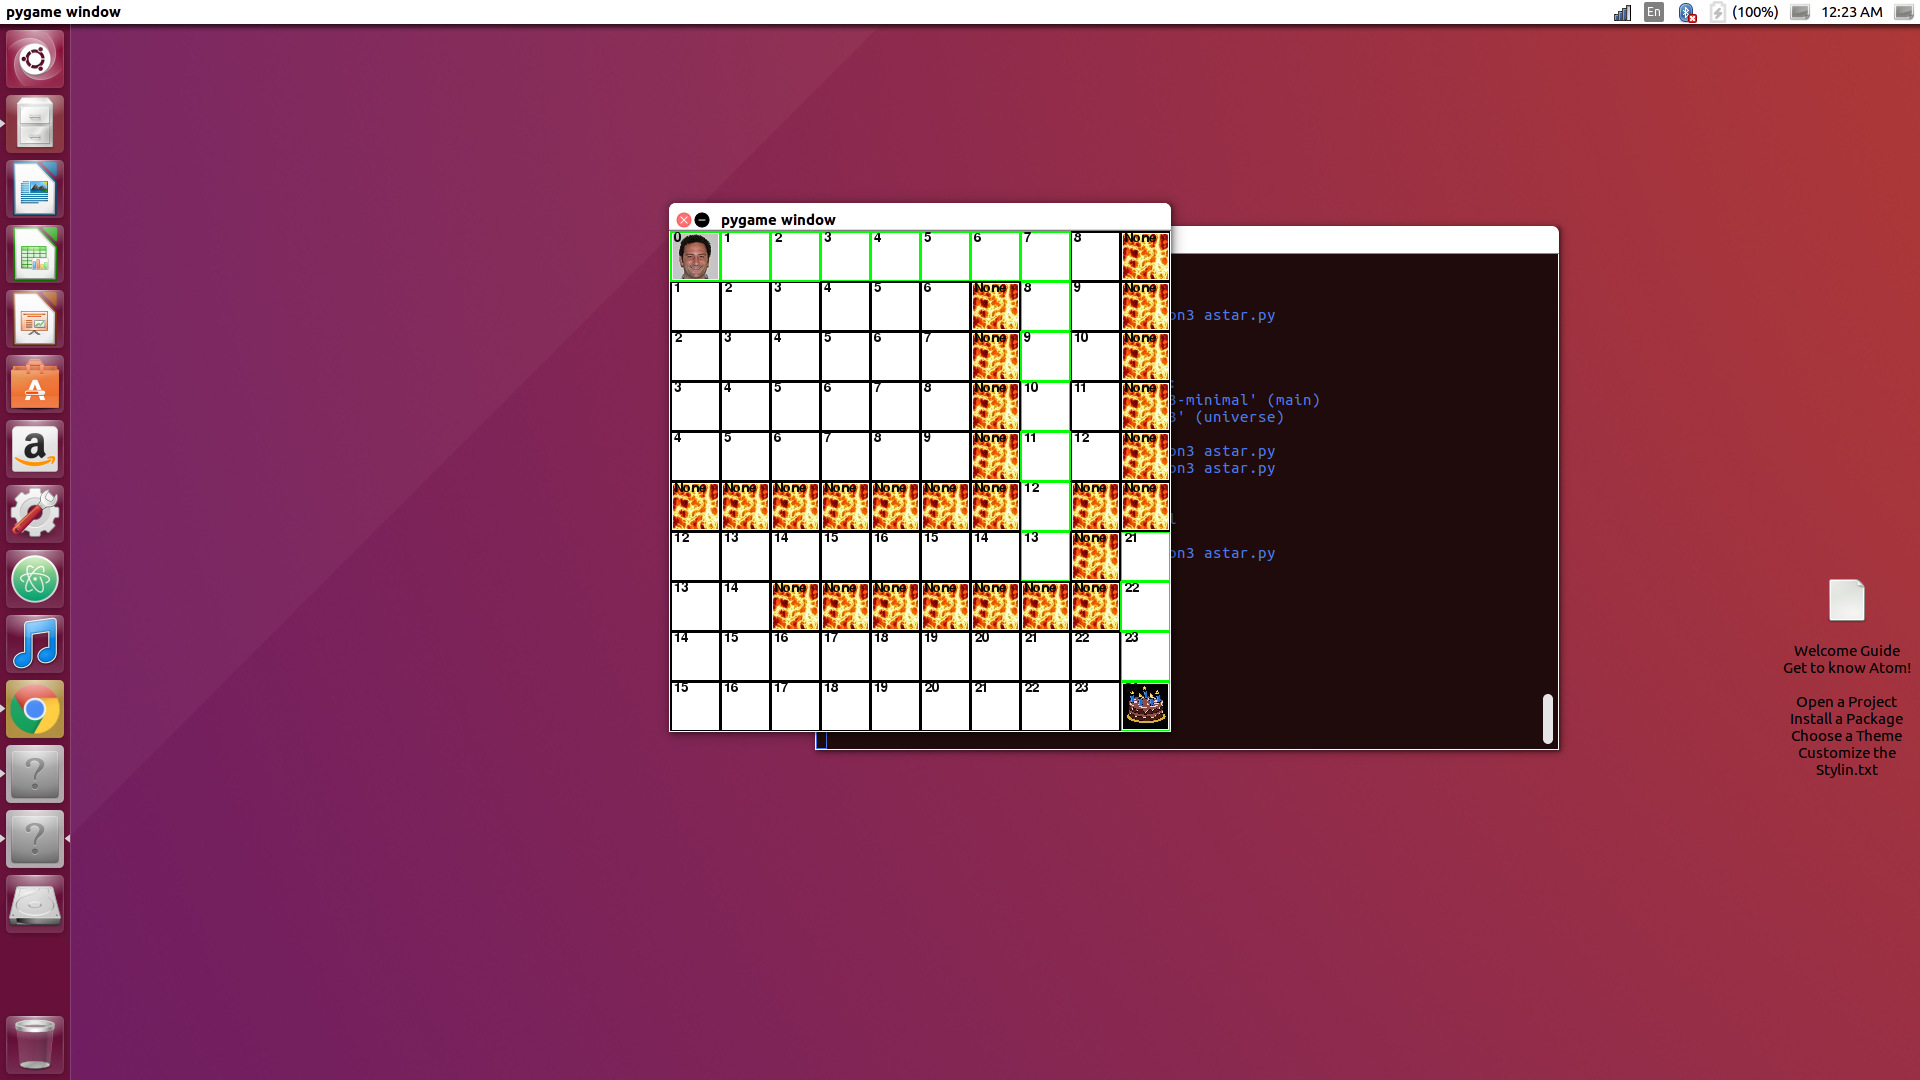 pygame window
En
(100%)
12:23 AM
pygame window
0 1 2 3 4 5 6 7 8 None
1 2 3 4 5 6 None 8 9 None
2 3 4 5 6 7 None 9 10 None
3 4 5 6 7 8 None 10 11 None
4 5 6 7 8 9 None 11 12 None
None None None None None None None 12 None None
12 13 14 15 16 15 14 13 None 21
13 14 None None None None None None None 22
14 15 16 17 18 19 20 21 22 23
15 16 17 18 19 20 21 22 23
on3 astar.py
3-minimal' (main)
3' (universe)
on3 astar.py
on3 astar.py
on3 astar.py
Welcome Guide
Get to know Atom!
Open a Project
Install a Package
Choose a Theme
Customize the
Stylin.txt